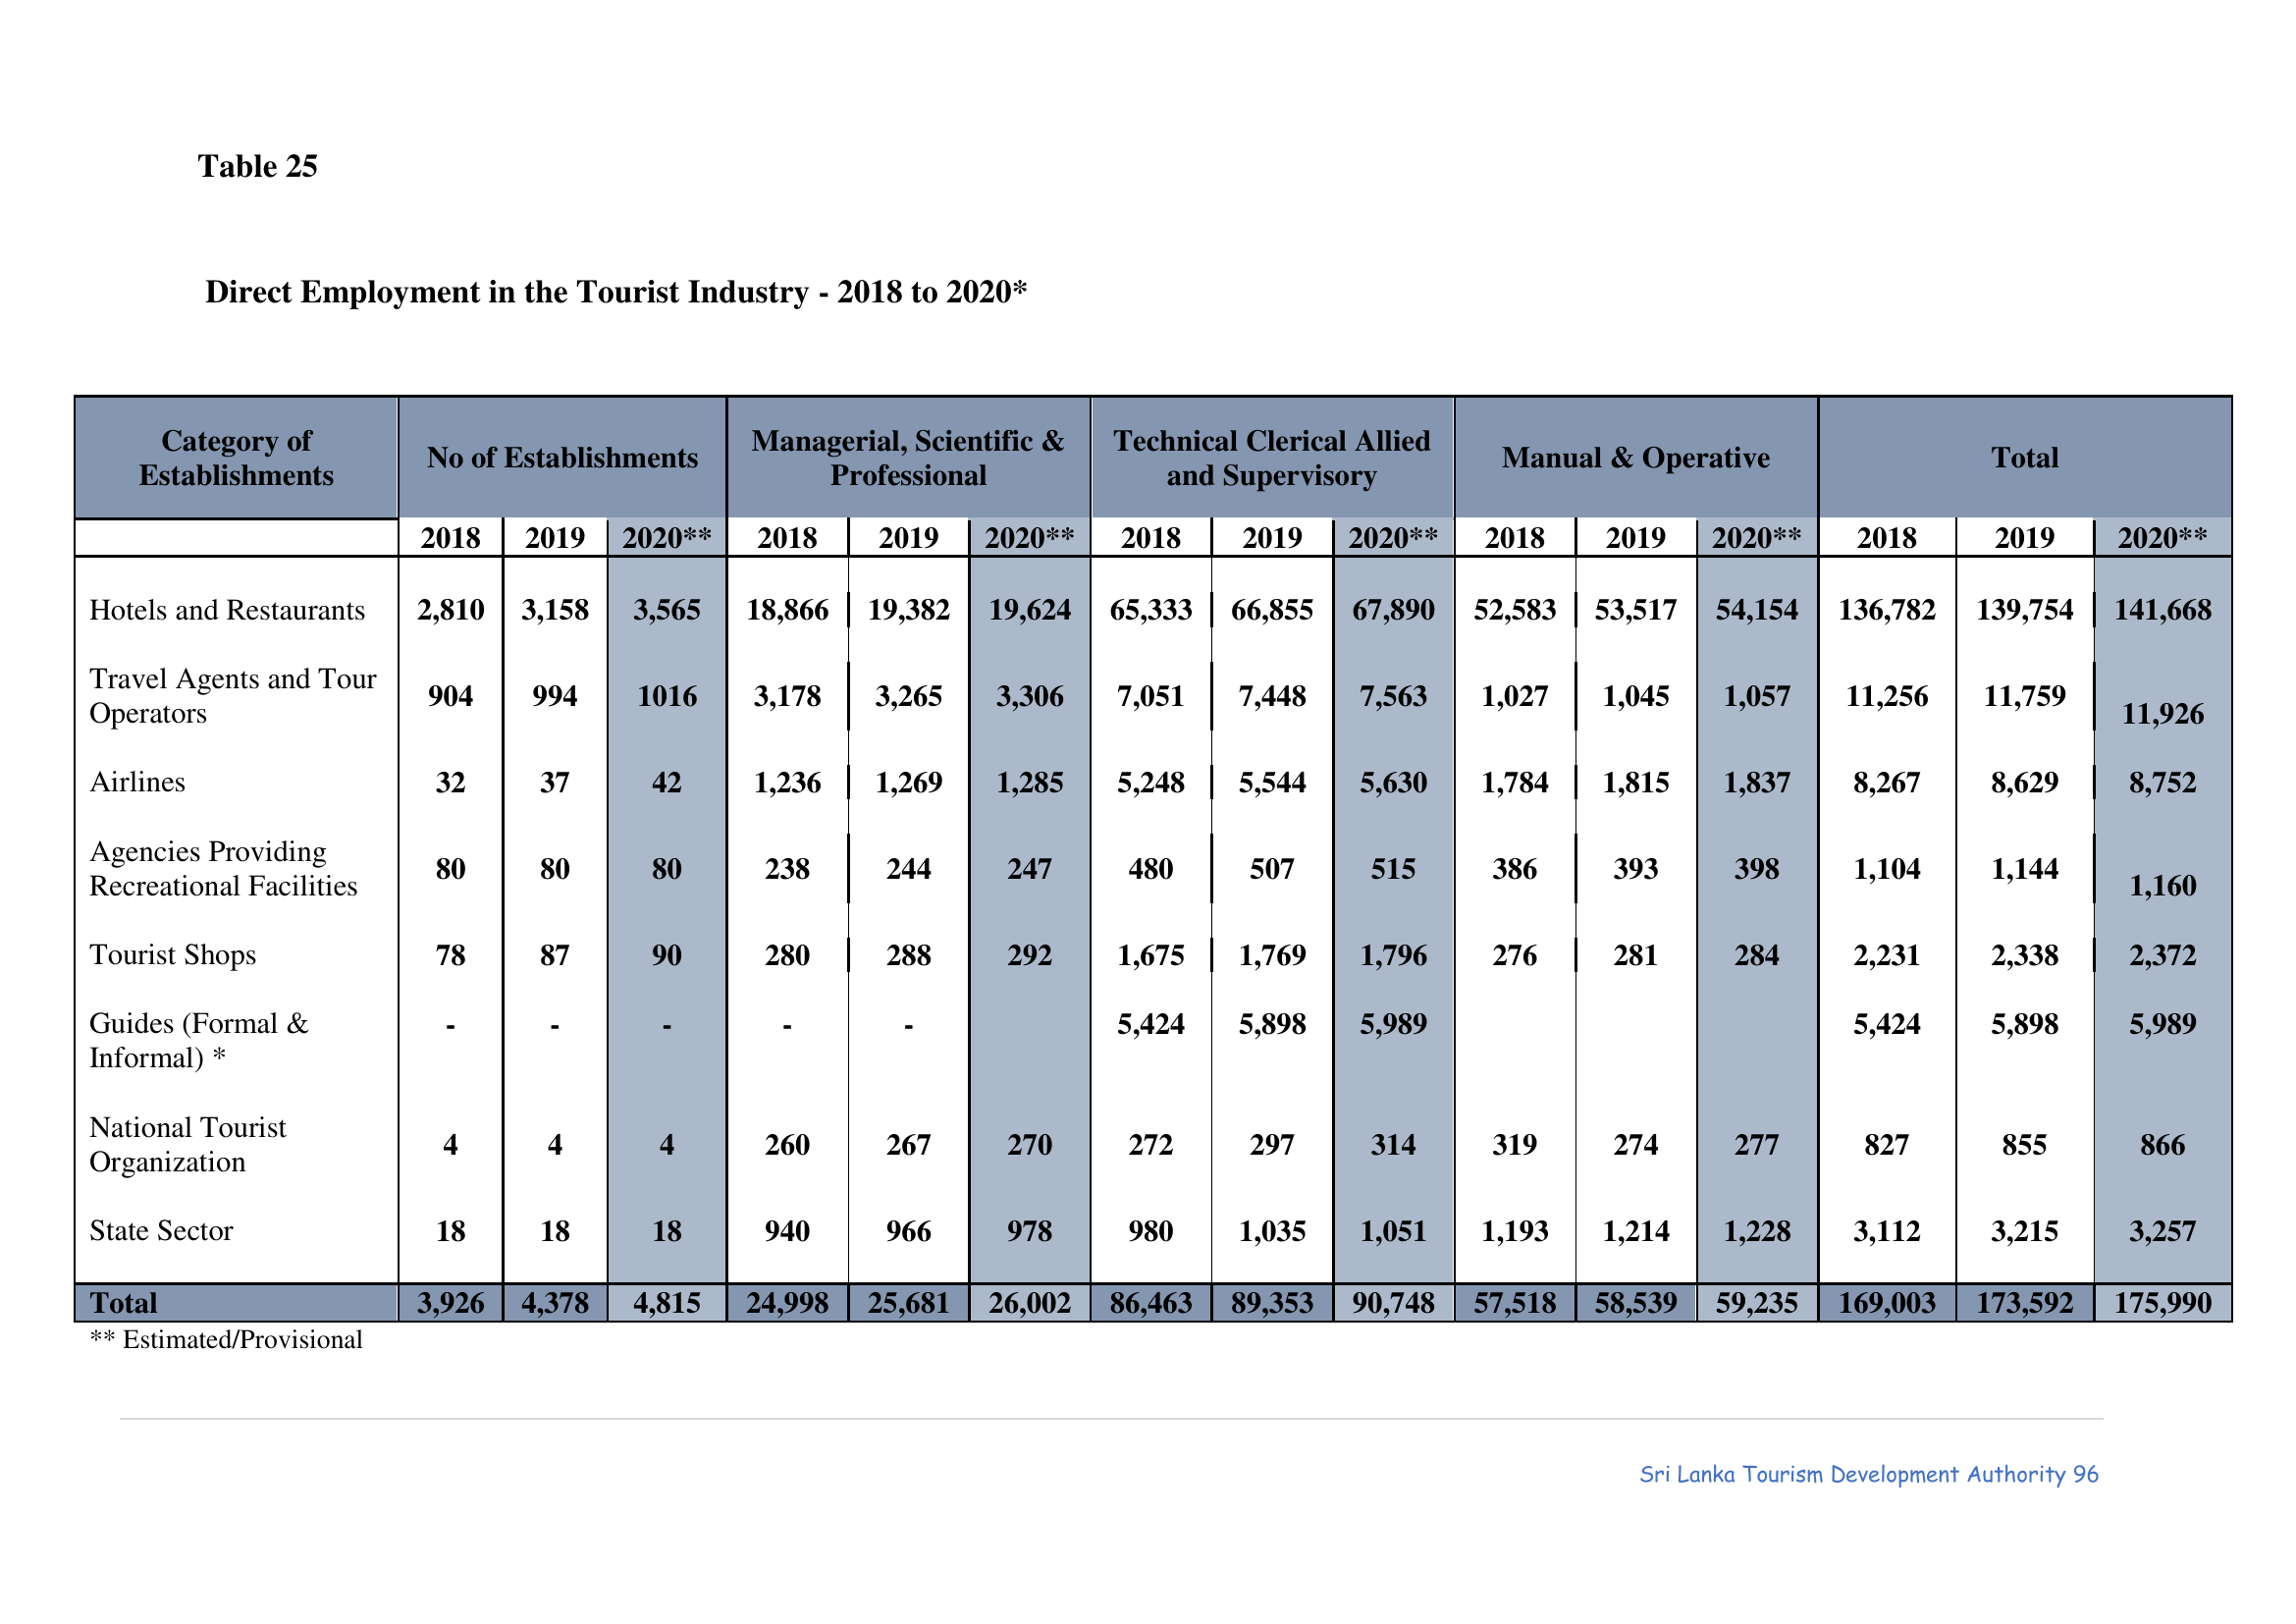 Table 25
Direct Employment in the Tourist Industry - 2018 to 2020*
Category of Establishments No of Establishments Managerial, Scientific & Professional Technical Clerical Allied and Supervisory Manual & Operative Total
2018 2019 2020** 2018 2019 2020** 2018 2019 2020** 2018 2019 2020** 2018 2019 2020**
Hotels and Restaurants 2,810 3,158 3,565 18,866 19,382 19,624 65,333 66,855 67,890 52,583 53,517 54,154 136,782 139,754 141,668
Travel Agents and Tour Operators 904 994 1016 3,178 3,265 3,306 7,051 7,448 7,563 1,027 1,045 1,057 11,256 11,759 11,926
Airlines 32 37 42 1,236 1,269 1,285 5,248 5,544 5,630 1,784 1,815 1,837 8,267 8,629 8,752
Agencies Providing Recreational Facilities 80 80 80 238 244 247 480 507 515 386 393 398 1,104 1,144 1,160
Tourist Shops 78 87 90 280 288 292 1,675 1,769 1,796 276 281 284 2,231 2,338 2,372
Guides (Formal & Informal) * - - - - - 5,424 5,898 5,989 5,424 5,898 5,989
National Tourist Organization 4 4 4 260 267 270 272 297 314 319 274 277 827 855 866
State Sector 18 18 18 940 966 978 980 1,035 1,051 1,193 1,214 1,228 3,112 3,215 3,257
Total 3,926 4,378 4,815 24,998 25,681 26,002 86,463 89,353 90,748 57,518 58,539 59,235 169,003 173,592 175,990
** Estimated/Provisional
Sri Lanka Tourism Development Authority 96